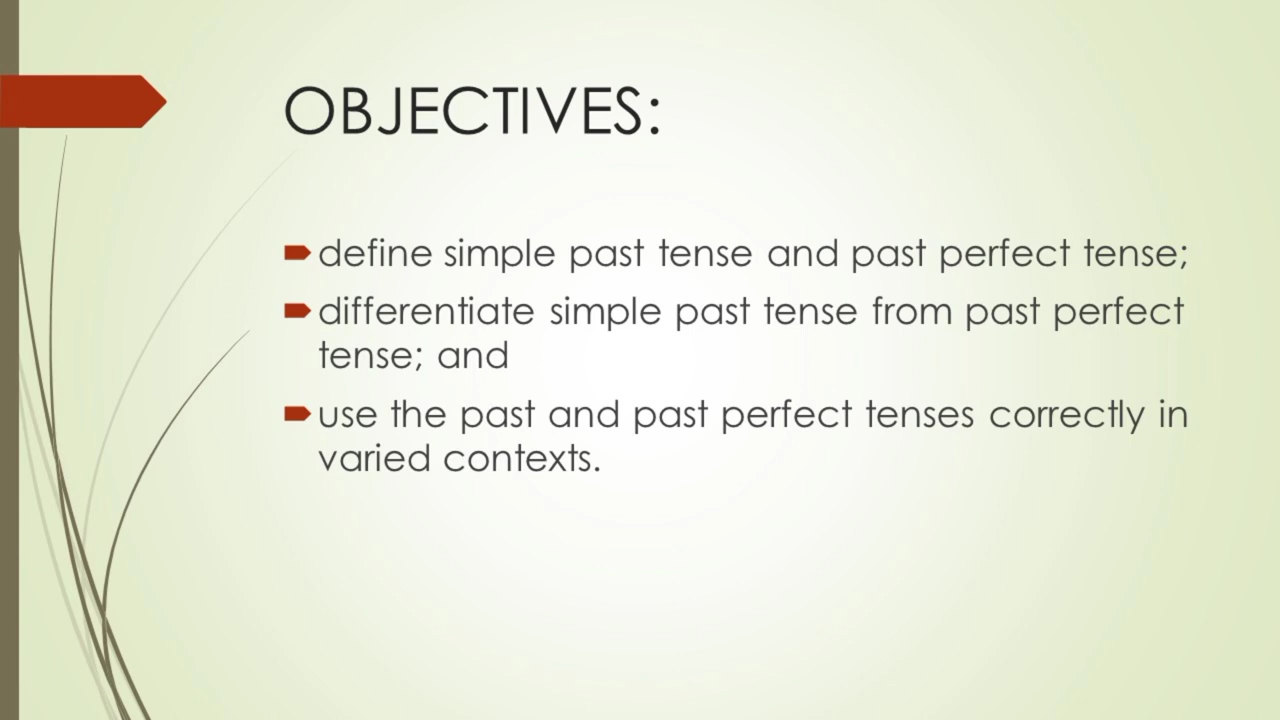 OBJECTIVES:
define simple past tense and past perfect tense;
differentiate simple past tense from past perfect
tense; and
use the past and past perfect tenses correctly in
varied contexts.